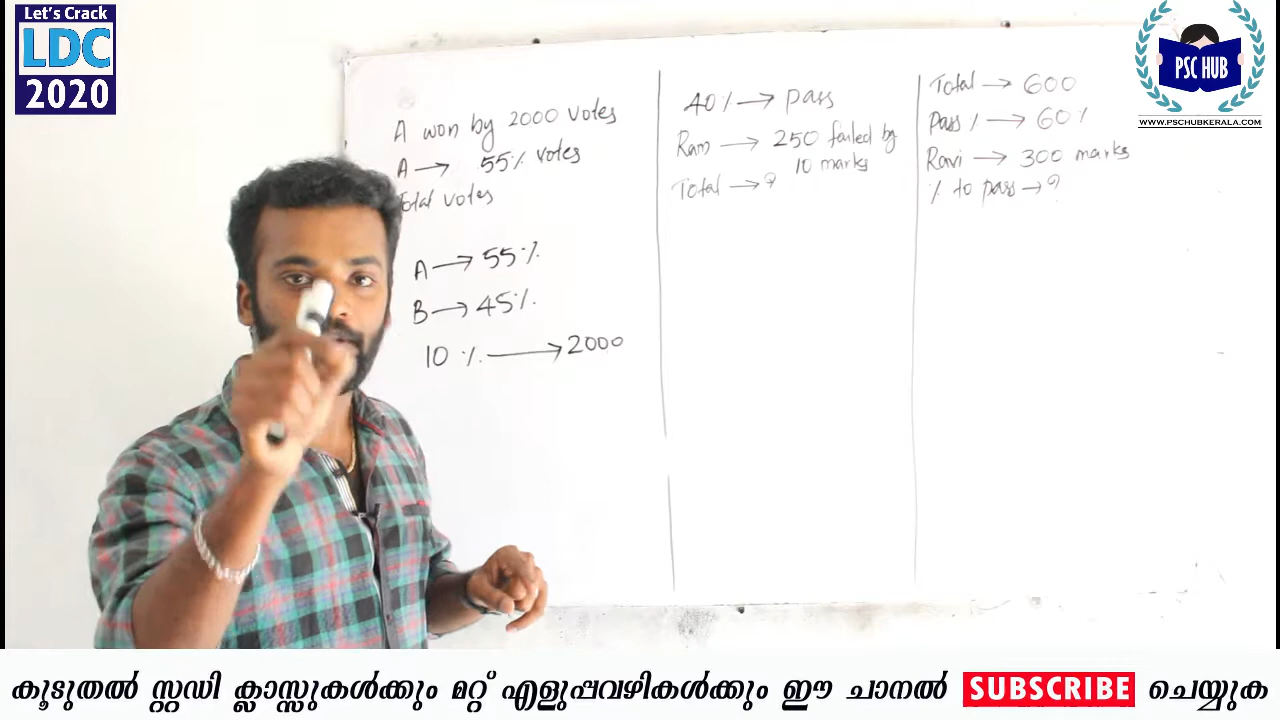 Let's Crack
LDC
2020
PSC HUB
WWW.PSCHUBKERALA.COM
A won by 2000 votes
A → 55% votes
Total votes
A → 55%
B → 45%
10 % → 2000
40% → pass
Ram → 250 failed by
10 marks
Total → ?
Total → 600
Pass % → 60%
Ravi → 300 marks
% to pass → ?
കൂടുതൽ സ്റ്റഡി ക്ലാസ്സുകൾക്കും മറ്റ് എളുപ്പവഴികൾക്കും ഈ ചാനൽ SUBSCRIBE ചെയ്യുക